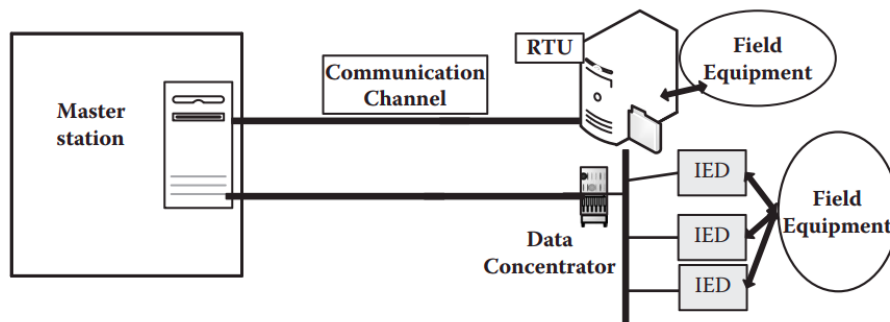 RTU
Field
Equipment
Communication
Channel
Master
station
IED
Field
Equipment
IED
Data
Concentrator
IED